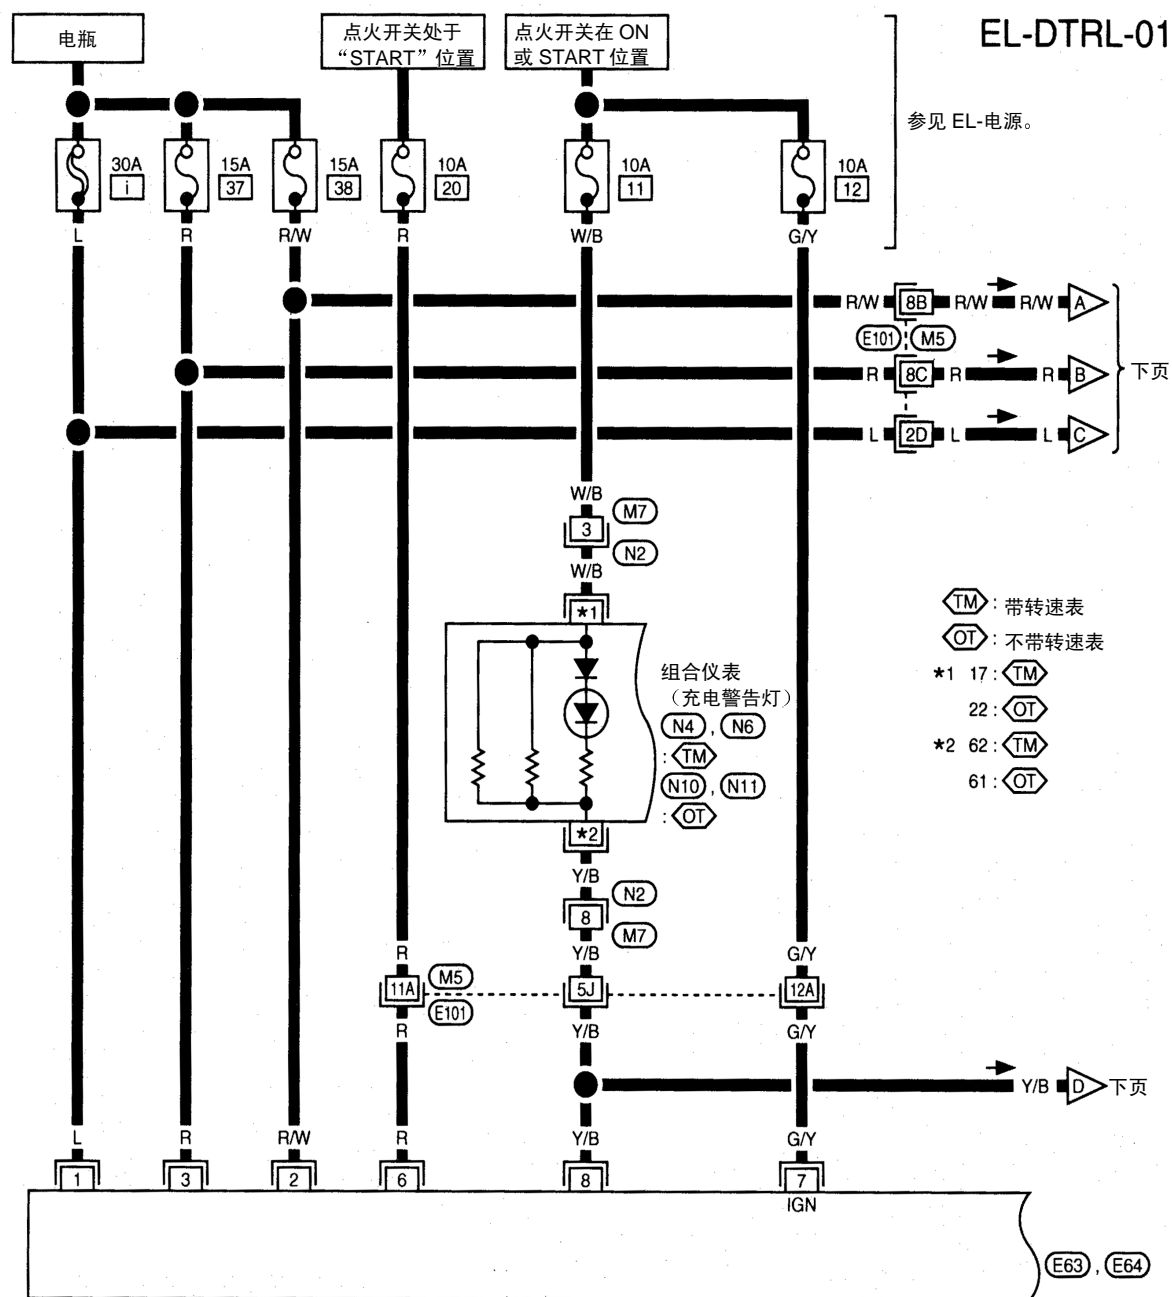 EL-DTRL-01
电瓶
点火开关处于
“START”位置
点火开关在 ON
或 START 位置
参见 EL-电源。
30A
i
15A
37
15A
38
10A
20
10A
11
10A
12
L
R
R/W
R
W/B
G/Y
R/W
8B
R/W
R/W
A
E101
M5
R
8C
R
R
B
下页
L
2D
L
L
C
W/B
3
M7
N2
W/B
*1
组合仪表
（充电警告灯）
N4 , N6
: TM
N10 , N11
: OT
*2
TM : 带转速表
OT : 不带转速表
*1 17 : TM
22 : OT
*2 62 : TM
61 : OT
Y/B
N2
8
M7
R
Y/B
G/Y
11A
M5
E101
5J
12A
R
Y/B
G/Y
Y/B
D
下页
L
R
R/W
R
Y/B
G/Y
1
3
2
6
8
7
IGN
E63 , E64